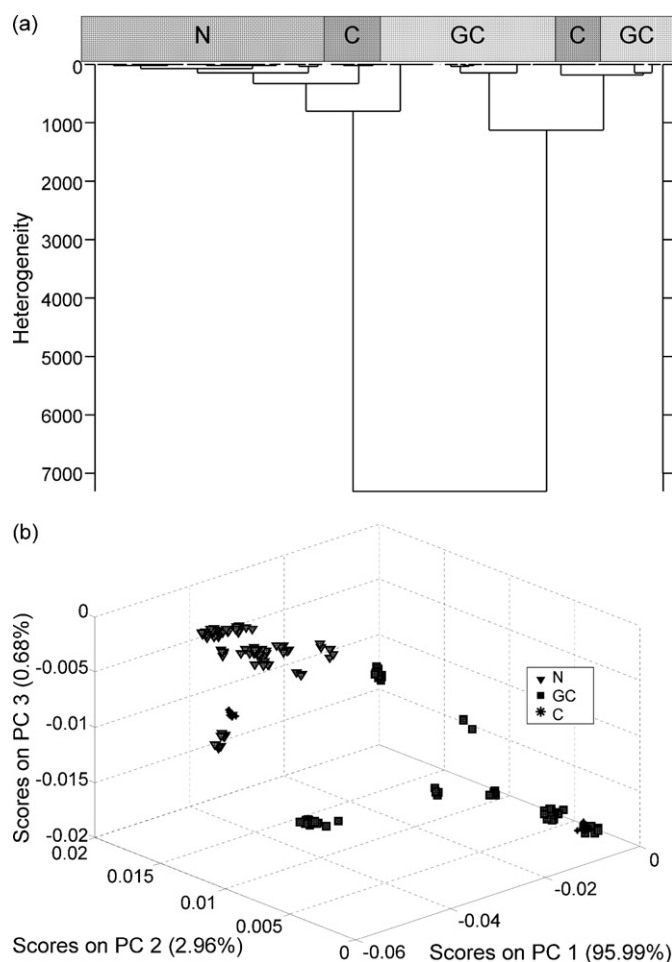 (a)
N C GC C GC
0
1000
2000
3000
4000
5000
6000
7000
Heterogeneity
(b)
0
-0.005
-0.01
-0.015
-0.02
Scores on PC 3 (0.68%)
N
GC
C
0.02
0.015
0.01
0.005
0
Scores on PC 2 (2.96%)
-0.06
-0.04
-0.02
0
Scores on PC 1 (95.99%)